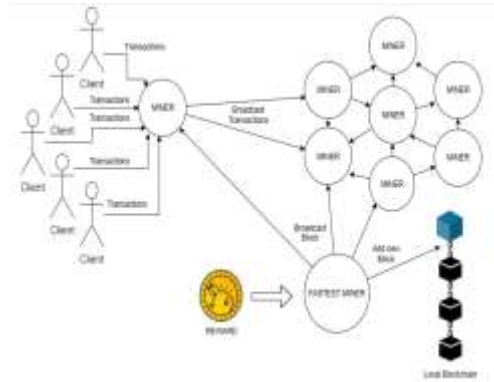 Transactions
Client
Transactions
Client
Transactions
Client
Transactions
Client
Transactions
Client
MINER
Broadcast
Transactions
MINER
MINER
MINER
MINER
MINER
MINER
MINER
Broadcast
Block
Add new
Block
FASTEST MINER
REWARD
Local Blockchain